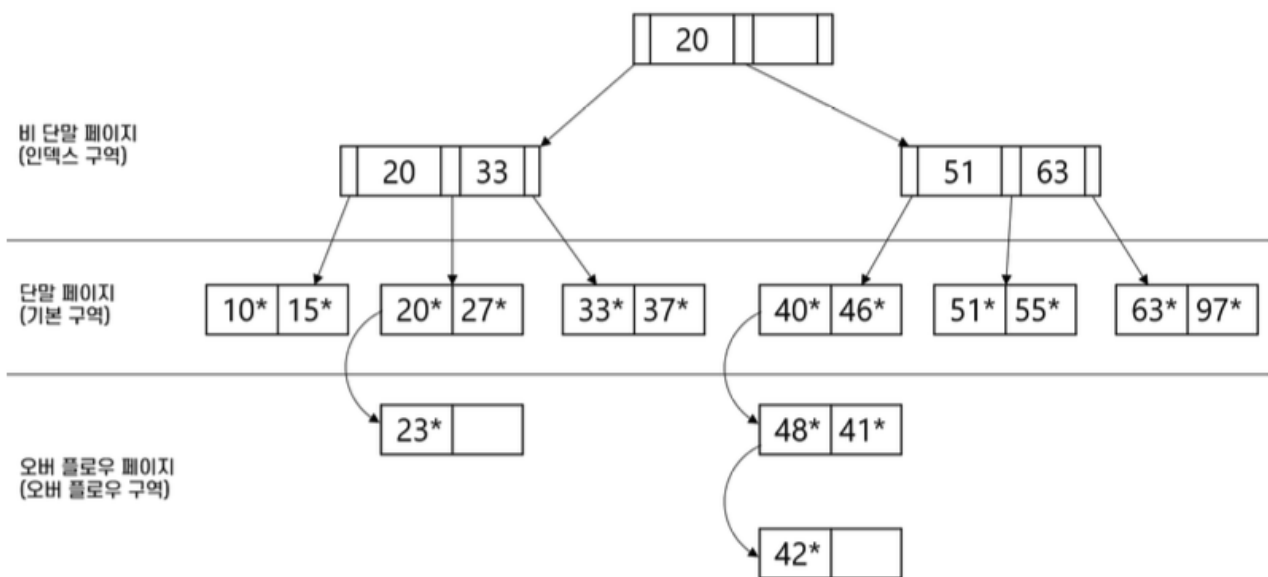 20
비 단말 페이지
(인덱스 구역)
20 33
51 63
단말 페이지
(기본 구역)
10* 15*
20* 27*
33* 37*
40* 46*
51* 55*
63* 97*
오버 플로우 페이지
(오버 플로우 구역)
23*
48* 41*
42*